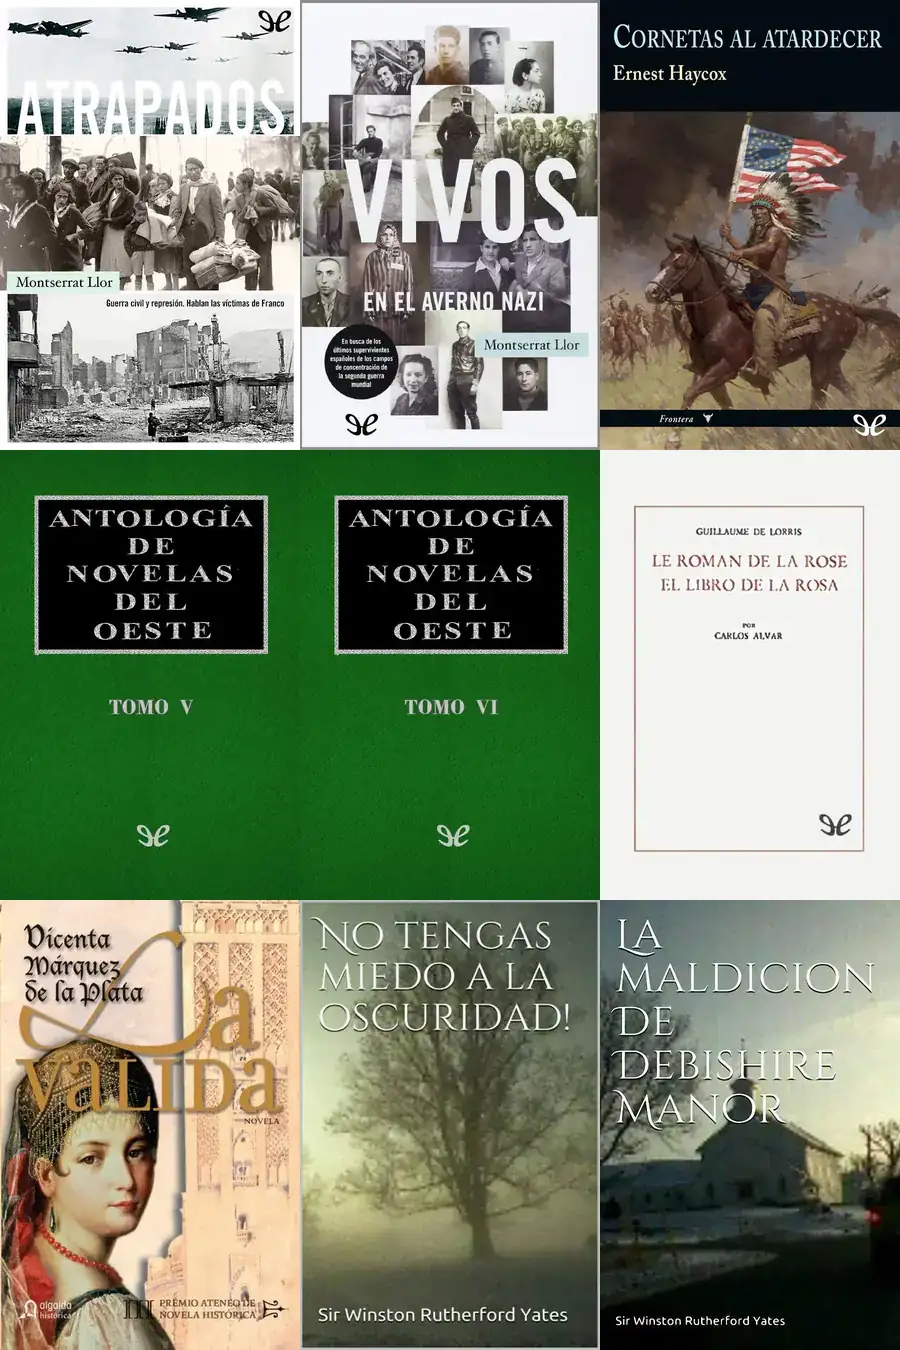 ATRAPADOS
Montserrat Llor
Guerra civil y represión. Hablan las víctimas de Franco
VIVOS
EN EL AVERNO NAZI
En busca de los
últimos supervivientes
españoles de los campos
de concentración de
la segunda guerra
mundial
Montserrat Llor
CORNETAS AL ATARDECER
Ernest Haycox
Frontera
ANTOLOGÍA
DE
NOVELAS
DEL
OESTE
TOMO V
ANTOLOGÍA
DE
NOVELAS
DEL
OESTE
TOMO VI
GUILLAUME DE LORRIS
LE ROMAN DE LA ROSE
EL LIBRO DE LA ROSA
POR
CARLOS ALVAR
Vicenta
Márquez
de la Plata
La
VALIDA
NOVELA
algaida
histórica
III PREMIO ATENEO DE
NOVELA HISTÓRICA
NO TENGAS
MIEDO A LA
OSCURIDAD!
Sir Winston Rutherford Yates
LA
MALDICION
DE
DEBISHIRE
MANOR
Sir Winston Rutherford Yates